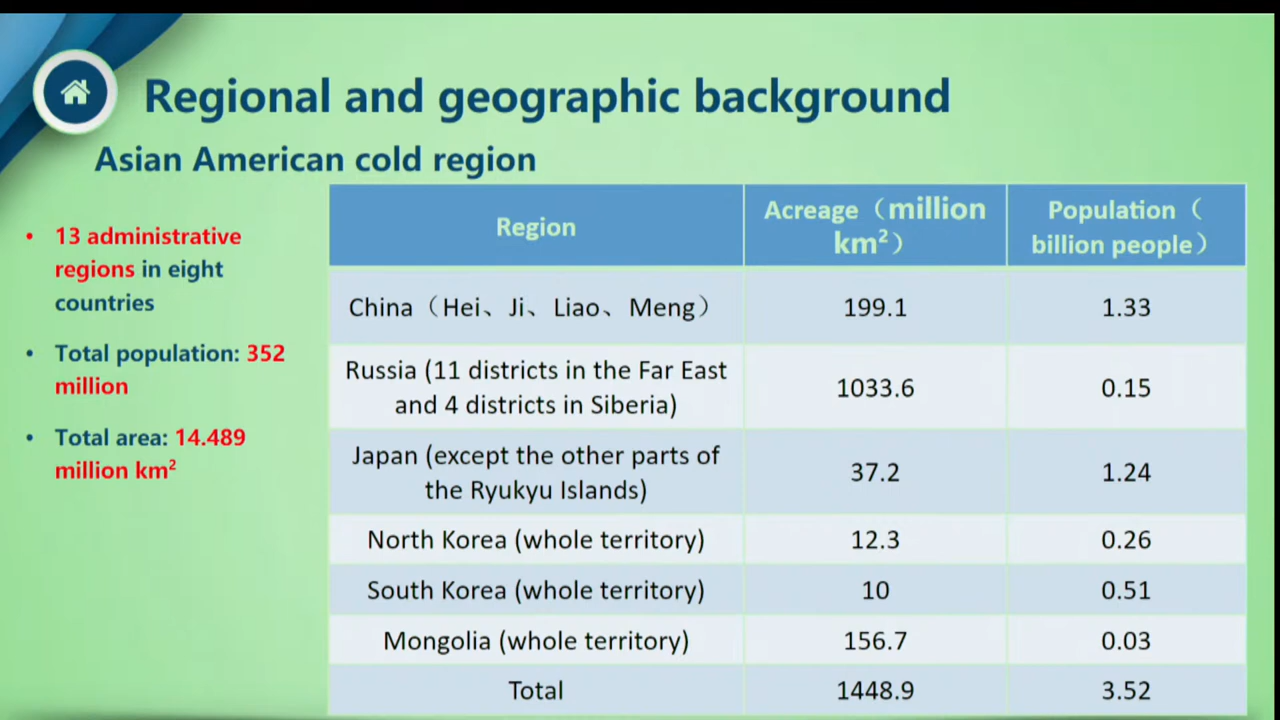 Regional and geographic background
Asian American cold region
• 13 administrative
regions in eight
countries
• Total population: 352
million
• Total area: 14.489
million km²
Region
Acreage（million
km²）
Population（
billion people）
China（Hei、Ji、Liao、Meng）
199.1
1.33
Russia (11 districts in the Far East
and 4 districts in Siberia)
1033.6
0.15
Japan (except the other parts of
the Ryukyu Islands)
37.2
1.24
North Korea (whole territory)
12.3
0.26
South Korea (whole territory)
10
0.51
Mongolia (whole territory)
156.7
0.03
Total
1448.9
3.52